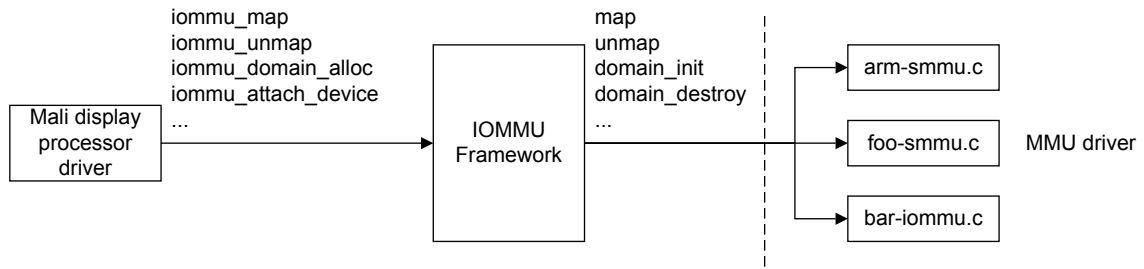 iommu_map
iommu_unmap
iommu_domain_alloc
iommu_attach_device
...
Mali display
processor
driver
IOMMU
Framework
map
unmap
domain_init
domain_destroy
...
arm-smmu.c
foo-smmu.c
bar-iommu.c
MMU driver